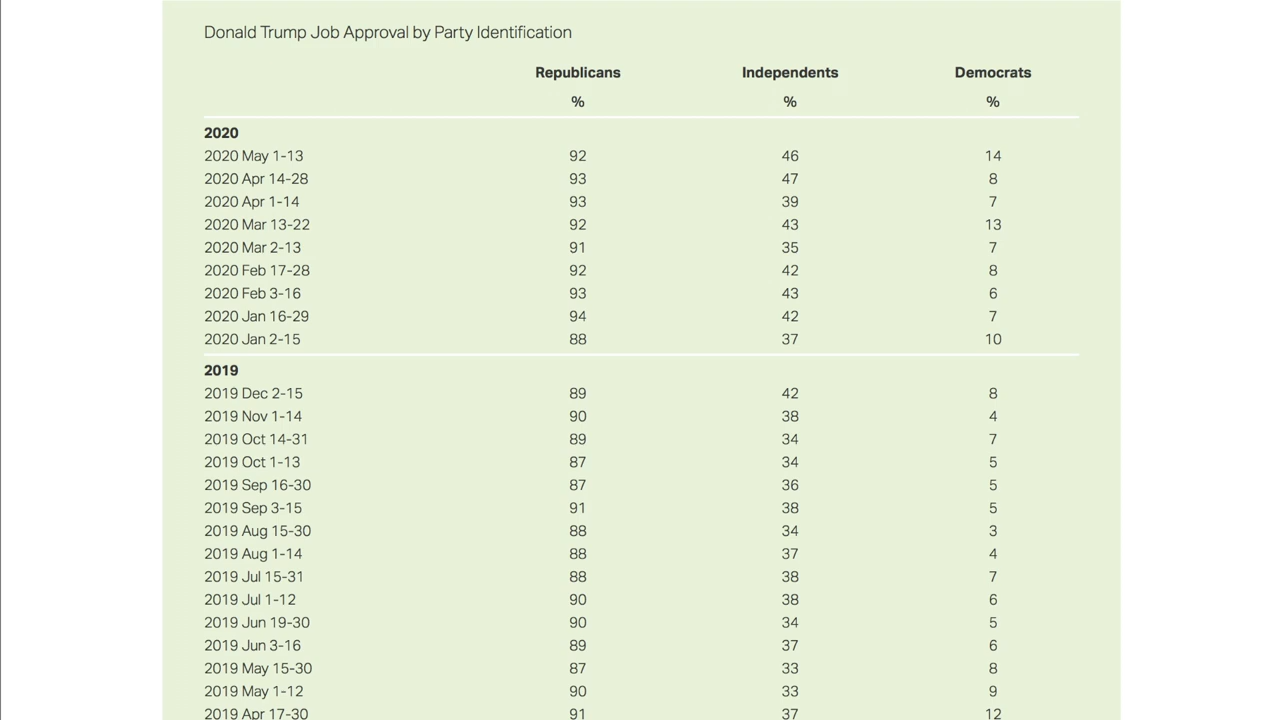 Donald Trump Job Approval by Party Identification
Republicans Independents Democrats
% % %
2020
2020 May 1-13 92 46 14
2020 Apr 14-28 93 47 8
2020 Apr 1-14 93 39 7
2020 Mar 13-22 92 43 13
2020 Mar 2-13 91 35 7
2020 Feb 17-28 92 42 8
2020 Feb 3-16 93 43 6
2020 Jan 16-29 94 42 7
2020 Jan 2-15 88 37 10
2019
2019 Dec 2-15 89 42 8
2019 Nov 1-14 90 38 4
2019 Oct 14-31 89 34 7
2019 Oct 1-13 87 34 5
2019 Sep 16-30 87 36 5
2019 Sep 3-15 91 38 5
2019 Aug 15-30 88 34 3
2019 Aug 1-14 88 37 4
2019 Jul 15-31 88 38 7
2019 Jul 1-12 90 38 6
2019 Jun 19-30 90 34 5
2019 Jun 3-16 89 37 6
2019 May 15-30 87 33 8
2019 May 1-12 90 33 9
2019 Apr 17-30 91 37 12